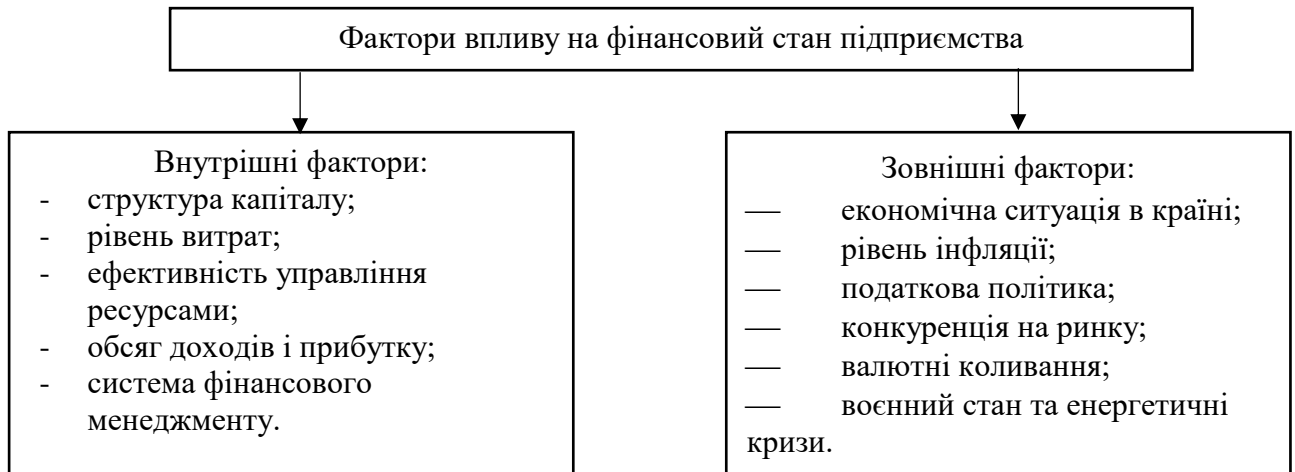 Фактори впливу на фінансовий стан підприємства
Внутрішні фактори:
- структура капіталу;
- рівень витрат;
- ефективність управління
ресурсами;
- обсяг доходів і прибутку;
- система фінансового
менеджменту.
Зовнішні фактори:
— економічна ситуація в країні;
— рівень інфляції;
— податкова політика;
— конкуренція на ринку;
— валютні коливання;
— воєнний стан та енергетичні
кризи.